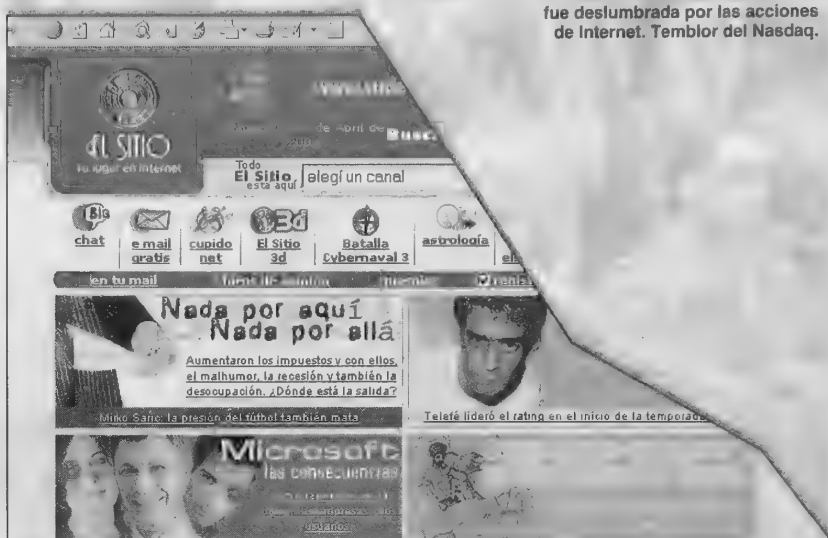 fue deslumbrada por las acciones
de Internet. Temblor del Nasdaq.
EL SITIO
Tu lugar en Internet
de Abril de
Busc
Todo
El Sitio
está aquí
elegí un canal
Big
chat
e mail
gratis
cupido
net
3d
El Sitio
3d
Batalla
Cybernaval 3
astrología
en tu mail
Nada por aquí
Nada por allá
Aumentaron los impuestos y con ellos,
el malhumor, la recesión y también la
desocupación. ¿Dónde está la salida?
Mirko Saric: la presión del fútbol también mata
Telefé lideró el rating en el inicio de la temporada
Microsoft
las consecuencias
usuarios